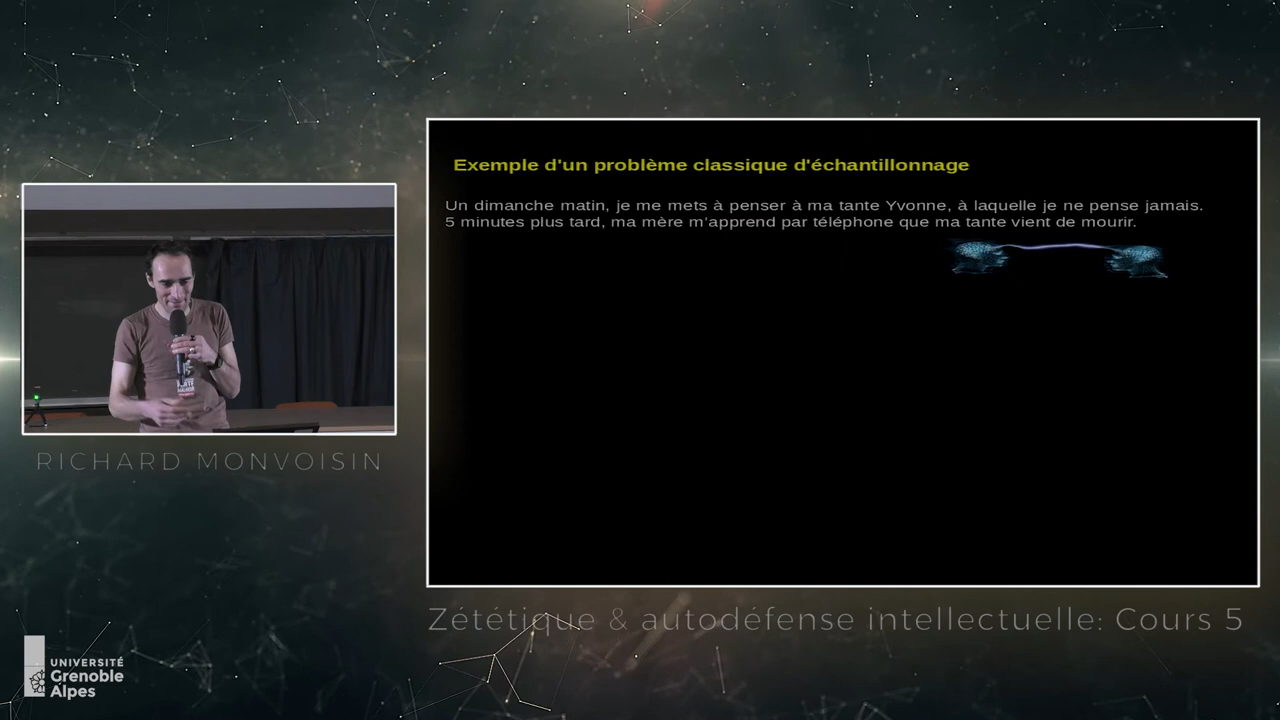 Exemple d'un problème classique d'échantillonnage
Un dimanche matin, je me mets à penser à ma tante Yvonne, à laquelle je ne pense jamais.
5 minutes plus tard, ma mère m'apprend par téléphone que ma tante vient de mourir.
RICHARD MONVOISIN
Zététique & autodéfense intellectuelle: Cours 5
UNIVERSITÉ
Grenoble
Alpes